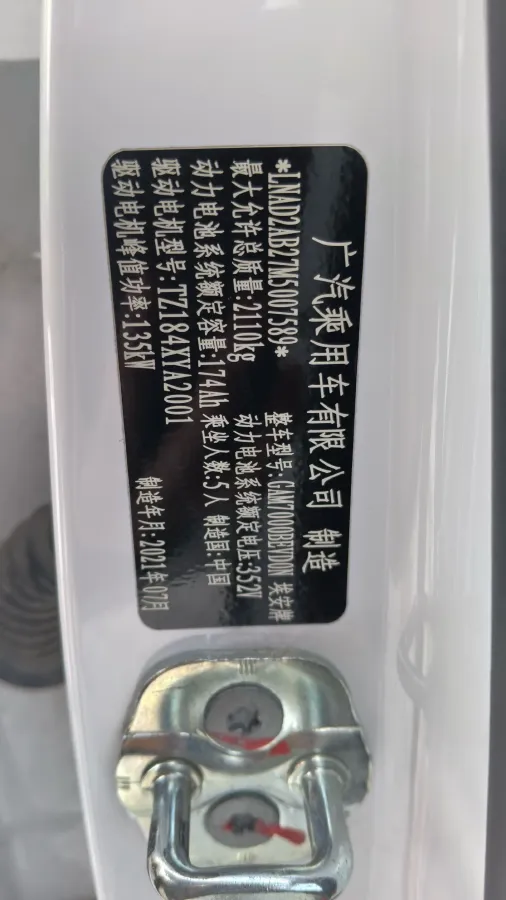 广汽乘用车有限公司 制造
*LNAD2AB27M5007589* 整车型号:GAM7000BEVD0N 埃安牌
最大允许总质量:2110kg 动力电池系统额定电压:352V
动力电池系统额定容量:174Ah 乘坐人数:5人 制造国:中国
驱动电机型号:TZ184XYA2001
驱动电机峰值功率:135kW 制造年月:2021年07月